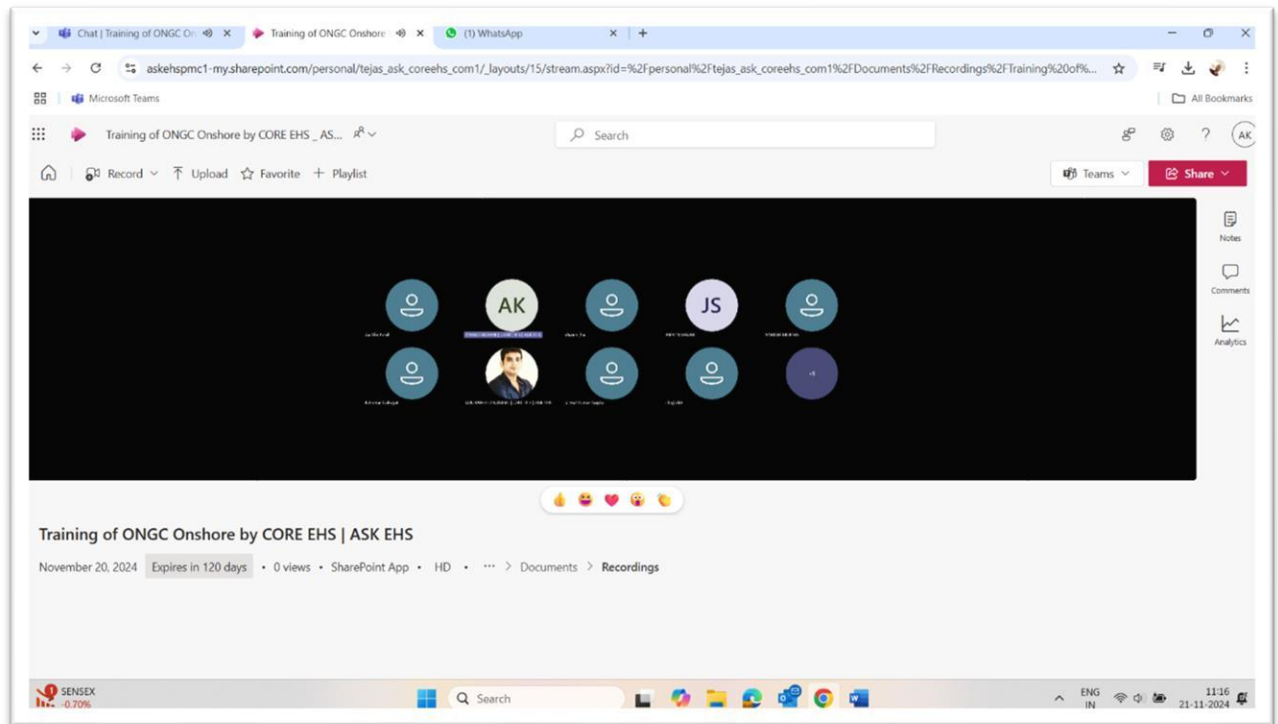 Chat | Training of ONGC On
Training of ONGC Onshore
(1) WhatsApp
askehspmc1-my.sharepoint.com/personal/tejas_ask_coreehs_com1/_layouts/15/stream.aspx?id=%2Fpersonal%2Ftejas_ask_coreehs_com1%2FDocuments%2FRecordings%2FTraining%20of%...
Microsoft Teams
All Bookmarks
Training of ONGC Onshore by CORE EHS _ AS...
Search
AK
Record
Upload
Favorite
Playlist
Teams
Share
Notes
Comments
Analytics
AK
JS
Training of ONGC Onshore by CORE EHS | ASK EHS
November 20, 2024 Expires in 120 days • 0 views • SharePoint App • HD • ... > Documents > Recordings
SENSEX
-0.70%
1
Search
ENG
IN
11:16
21-11-2024